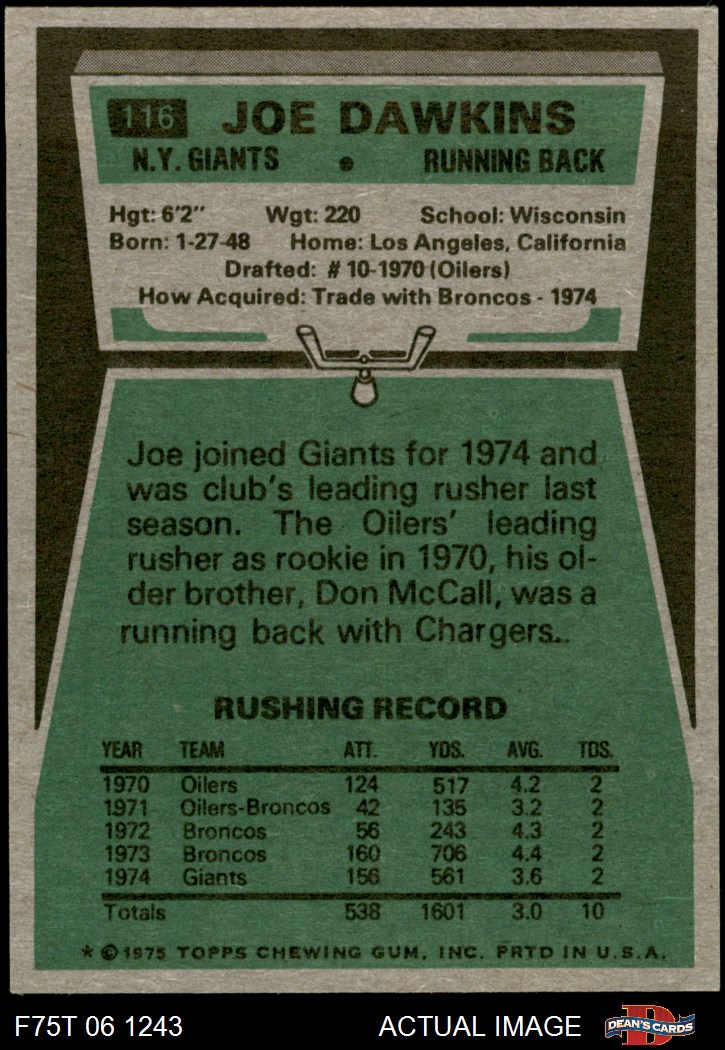 116 JOE DAWKINS
N.Y. GIANTS • RUNNING BACK
Hgt: 6'2" Wgt: 220 School: Wisconsin
Born: 1-27-48 Home: Los Angeles, California
Drafted: # 10-1970 (Oilers)
How Acquired: Trade with Broncos - 1974
Joe joined Giants for 1974 and
was club's leading rusher last
season. The Oilers' leading
rusher as rookie in 1970, his ol-
der brother, Don McCall, was a
running back with Chargers..
RUSHING RECORD
YEAR TEAM ATT. YDS. AVG. TDS.
1970 Oilers 124 517 4.2 2
1971 Oilers-Broncos 42 135 3.2 2
1972 Broncos 56 243 4.3 2
1973 Broncos 160 706 4.4 2
1974 Giants 156 561 3.6 2
Totals 538 1601 3.0 10
* © 1975 TOPPS CHEWING GUM, INC. PRTD IN U.S.A.
F75T 06 1243 ACTUAL IMAGE D DEAN'S CARDS